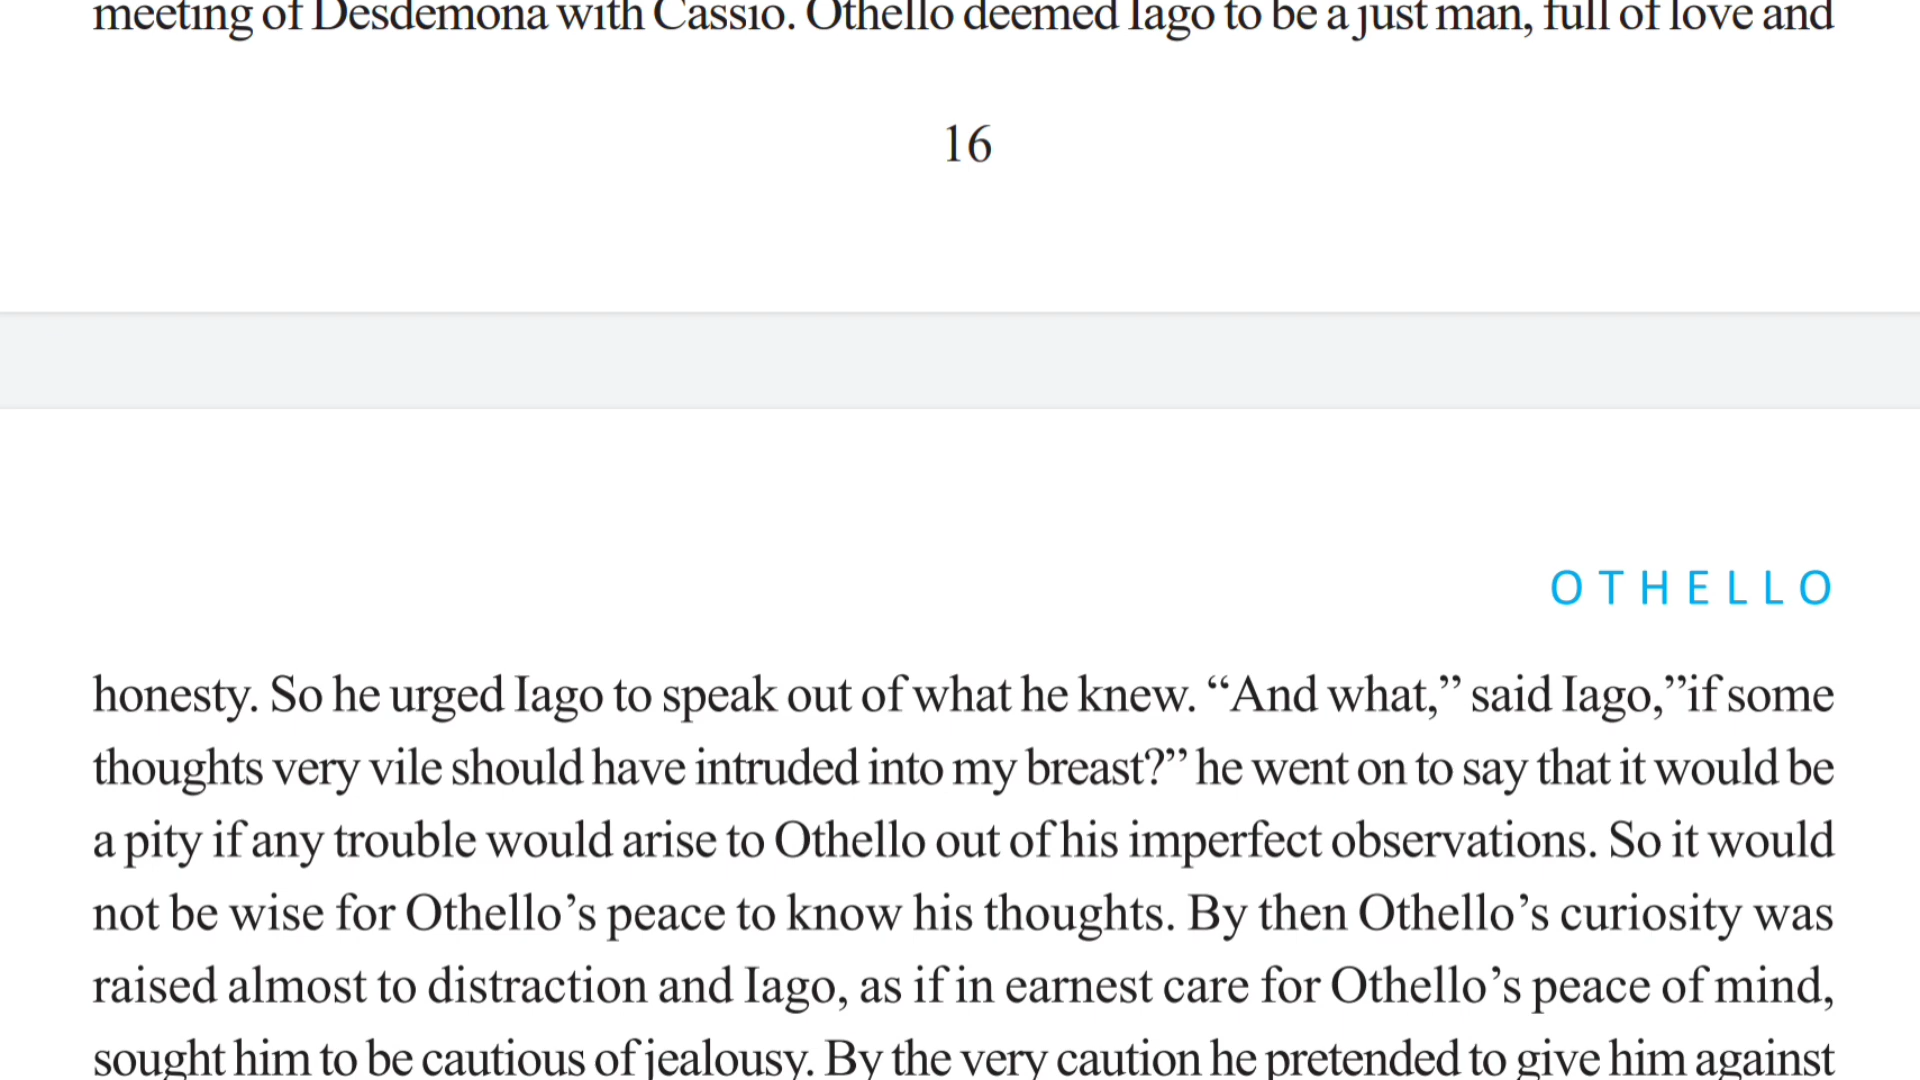 meeting of Desdemona with Cassio. Othello deemed Iago to be a just man, full of love and
16
OTHELLO
honesty. So he urged Iago to speak out of what he knew. “And what,” said Iago,”if some
thoughts very vile should have intruded into my breast?” he went on to say that it would be
a pity if any trouble would arise to Othello out of his imperfect observations. So it would
not be wise for Othello’s peace to know his thoughts. By then Othello’s curiosity was
raised almost to distraction and Iago, as if in earnest care for Othello’s peace of mind,
sought him to be cautious of jealousy. By the very caution he pretended to give him against